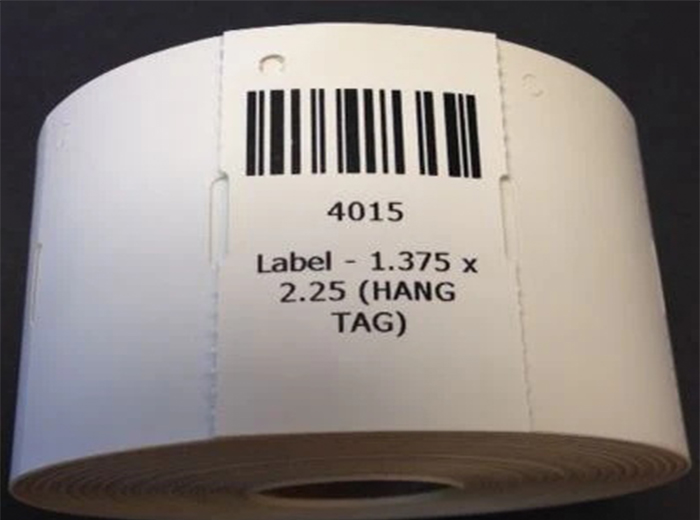 4015
Label - 1.375 x
2.25 (HANG
TAG)